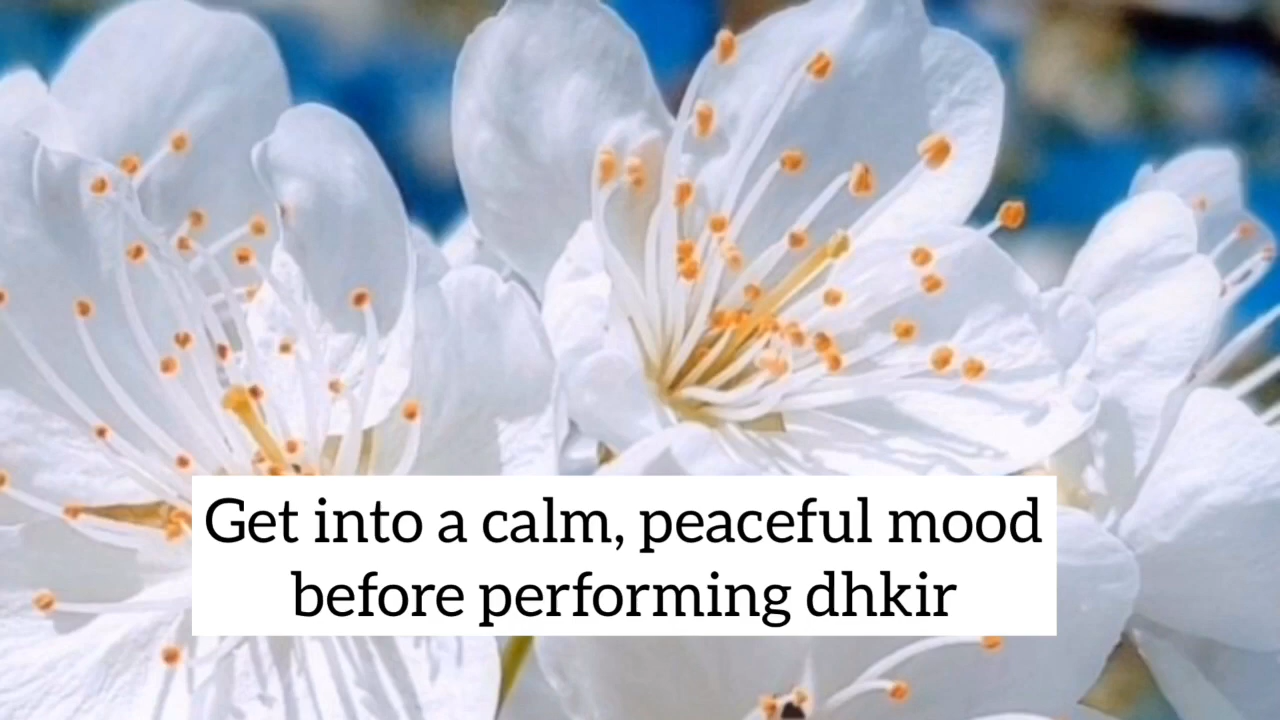 Get into a calm, peaceful mood
before performing dhkir